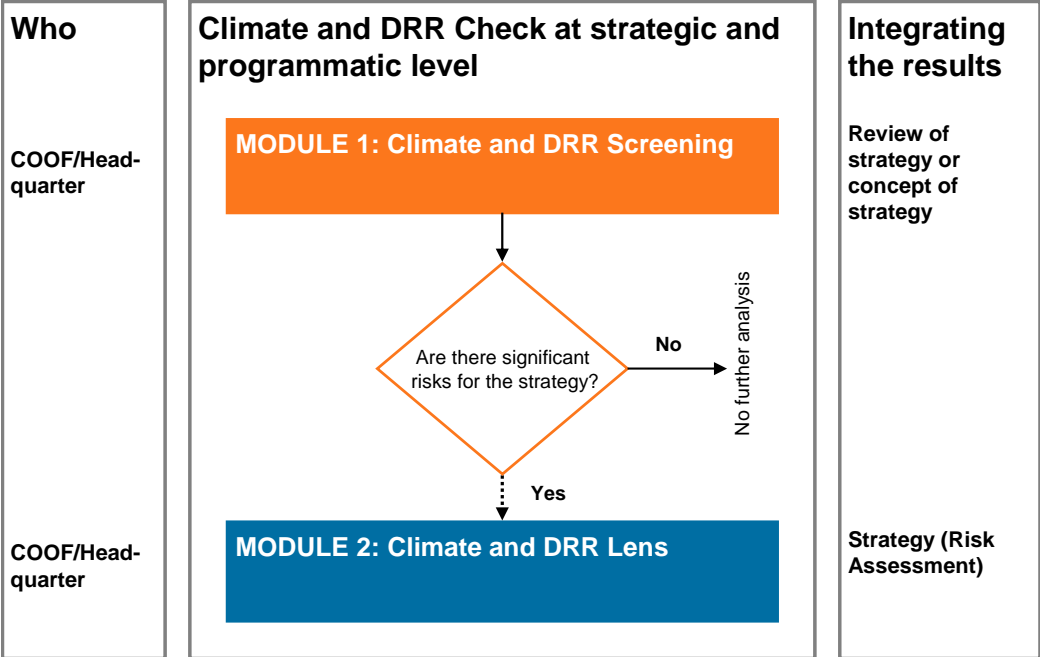 Who
COOF/Head-
quarter
COOF/Head-
quarter
Climate and DRR Check at strategic and
programmatic level
MODULE 1: Climate and DRR Screening
Are there significant
risks for the strategy?
No
No further analysis
Yes
MODULE 2: Climate and DRR Lens
Integrating
the results
Review of
strategy or
concept of
strategy
Strategy (Risk
Assessment)